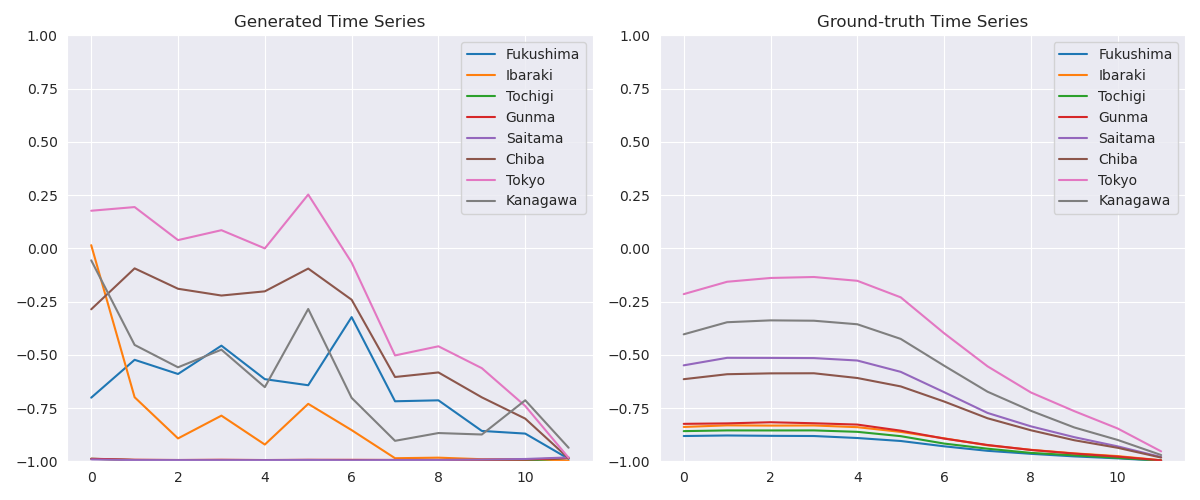 Generated Time Series
1.00
0.75
0.50
0.25
0.00
−0.25
−0.50
−0.75
−1.00
0 2 4 6 8 10
Fukushima
Ibaraki
Tochigi
Gunma
Saitama
Chiba
Tokyo
Kanagawa
Ground-truth Time Series
1.00
0.75
0.50
0.25
0.00
−0.25
−0.50
−0.75
−1.00
0 2 4 6 8 10
Fukushima
Ibaraki
Tochigi
Gunma
Saitama
Chiba
Tokyo
Kanagawa